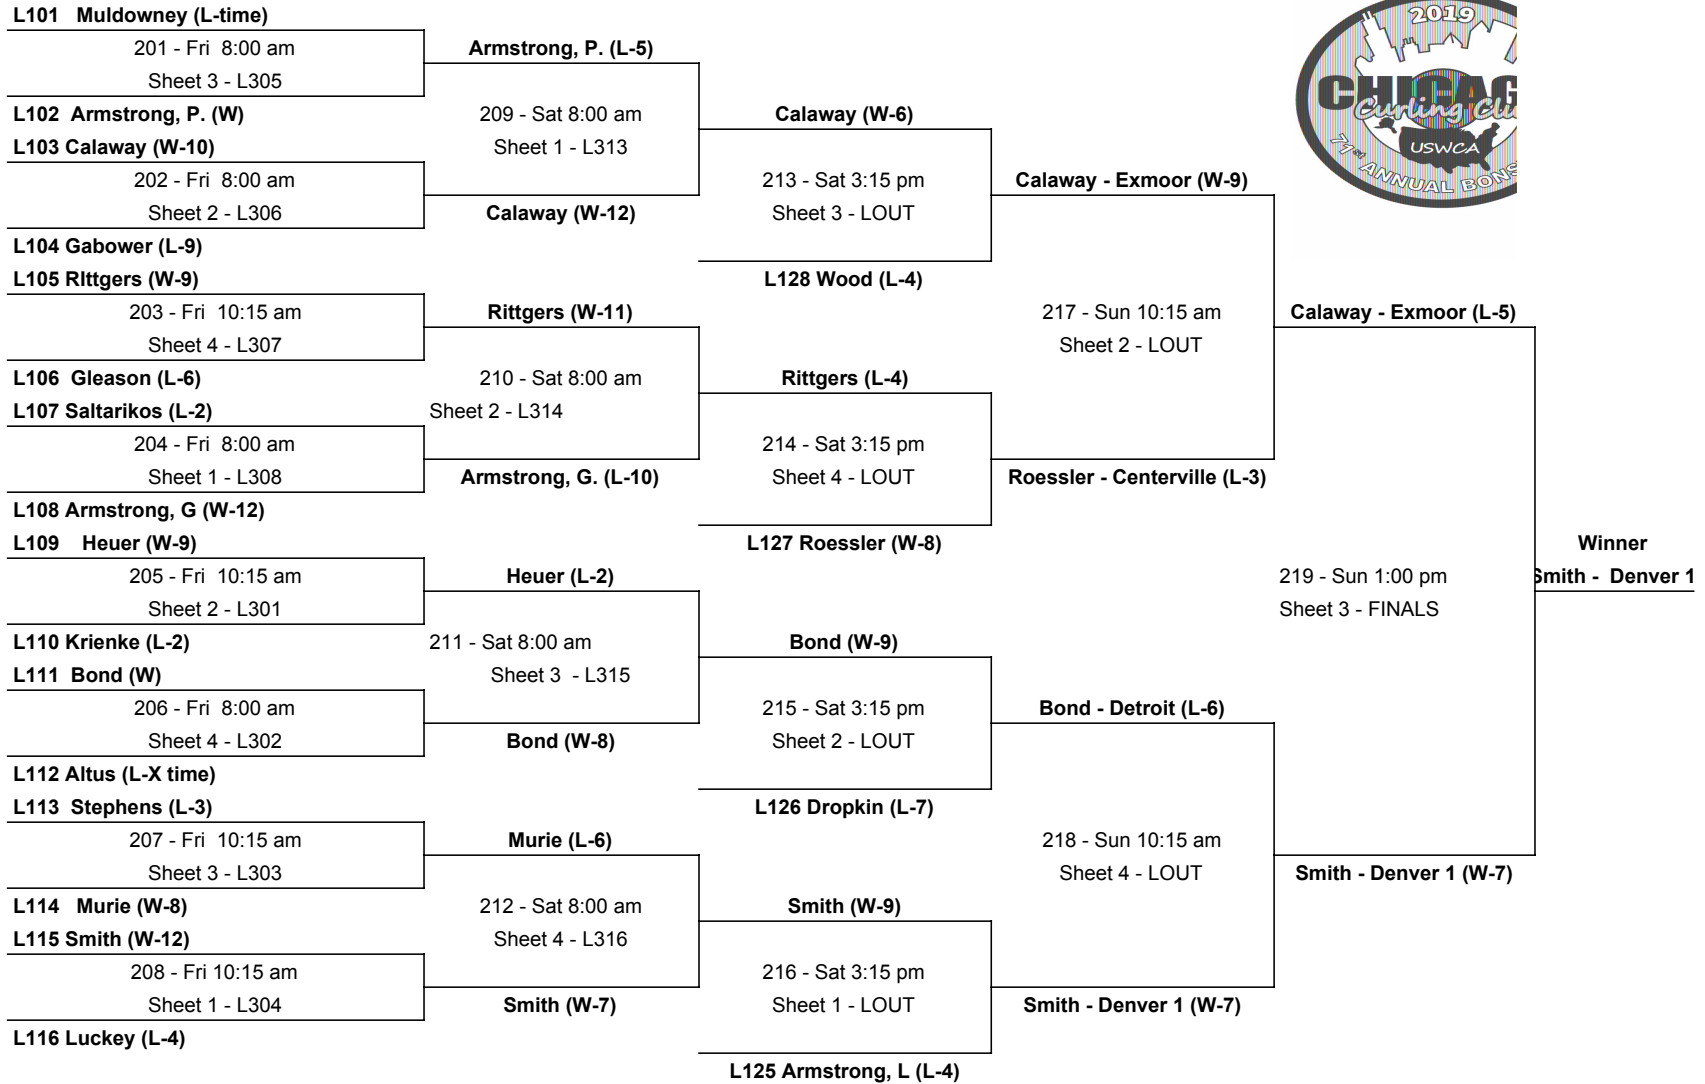 L101 Muldowney (L-time)
201 - Fri 8:00 am
Sheet 3 - L305
L102 Armstrong, P. (W)
L103 Calaway (W-10)
202 - Fri 8:00 am
Sheet 2 - L306
L104 Gabower (L-9)
L105 RIttgers (W-9)
203 - Fri 10:15 am
Sheet 4 - L307
L106 Gleason (L-6)
L107 Saltarikos (L-2)
204 - Fri 8:00 am
Sheet 1 - L308
L108 Armstrong, G (W-12)
L109 Heuer (W-9)
205 - Fri 10:15 am
Sheet 2 - L301
L110 Krienke (L-2)
L111 Bond (W)
206 - Fri 8:00 am
Sheet 4 - L302
L112 Altus (L-X time)
L113 Stephens (L-3)
207 - Fri 10:15 am
Sheet 3 - L303
L114 Murie (W-8)
L115 Smith (W-12)
208 - Fri 10:15 am
Sheet 1 - L304
L116 Luckey (L-4)
Armstrong, P. (L-5)
209 - Sat 8:00 am
Sheet 1 - L313
Calaway (W-12)
Rittgers (W-11)
210 - Sat 8:00 am
Sheet 2 - L314
Armstrong, G. (L-10)
Heuer (L-2)
211 - Sat 8:00 am
Sheet 3 - L315
Bond (W-8)
Murie (L-6)
212 - Sat 8:00 am
Sheet 4 - L316
Smith (W-7)
Calaway (W-6)
213 - Sat 3:15 pm
Sheet 3 - LOUT
L128 Wood (L-4)
Rittgers (L-4)
214 - Sat 3:15 pm
Sheet 4 - LOUT
L127 Roessler (W-8)
Bond (W-9)
215 - Sat 3:15 pm
Sheet 2 - LOUT
L126 Dropkin (L-7)
Smith (W-9)
216 - Sat 3:15 pm
Sheet 1 - LOUT
L125 Armstrong, L (L-4)
Calaway - Exmoor (W-9)
217 - Sun 10:15 am
Sheet 2 - LOUT
Roessler - Centerville (L-3)
Bond - Detroit (L-6)
218 - Sun 10:15 am
Sheet 4 - LOUT
Smith - Denver 1 (W-7)
Calaway - Exmoor (L-5)
219 - Sun 1:00 pm
Sheet 3 - FINALS
Smith - Denver 1 (W-7)
Winner
Smith - Denver 1
2019
CHICAG
Curling Clu
USWCA
71st ANNUAL BONS